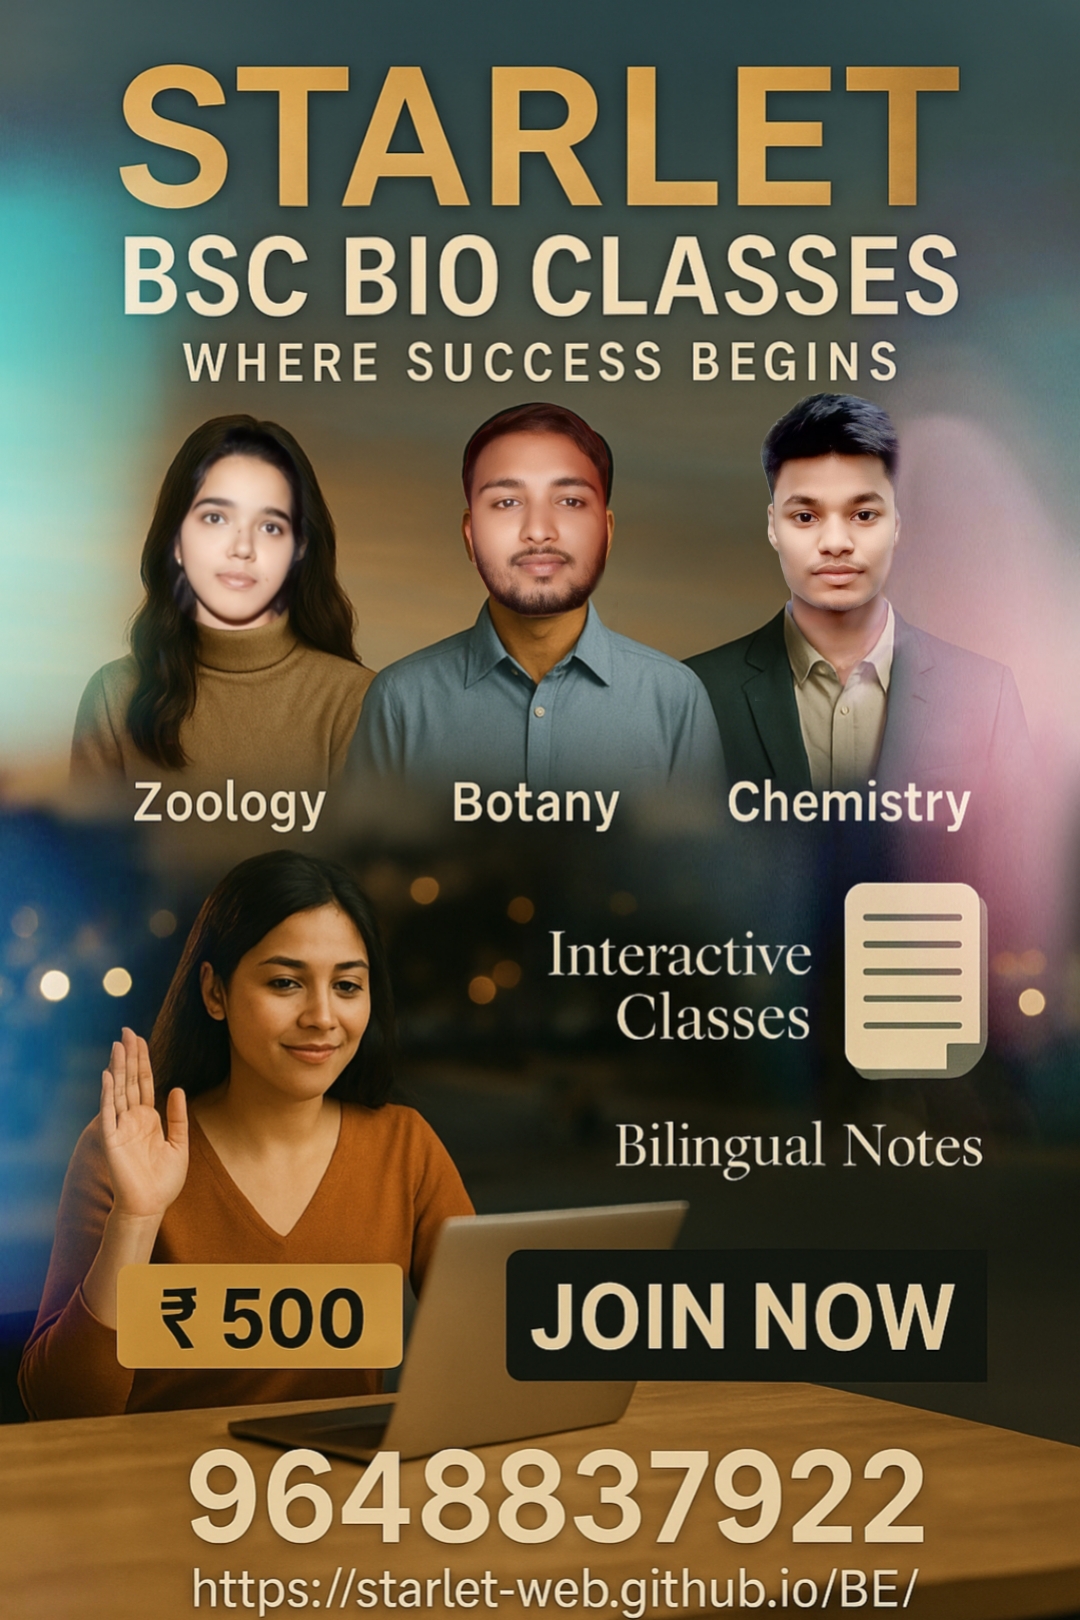 STARLET
BSC BIO CLASSES
WHERE SUCCESS BEGINS
Zoology
Botany
Chemistry
Interactive
Classes
Bilingual Notes
₹ 500
JOIN NOW
9648837922
https://starlet-web.github.io/BE/